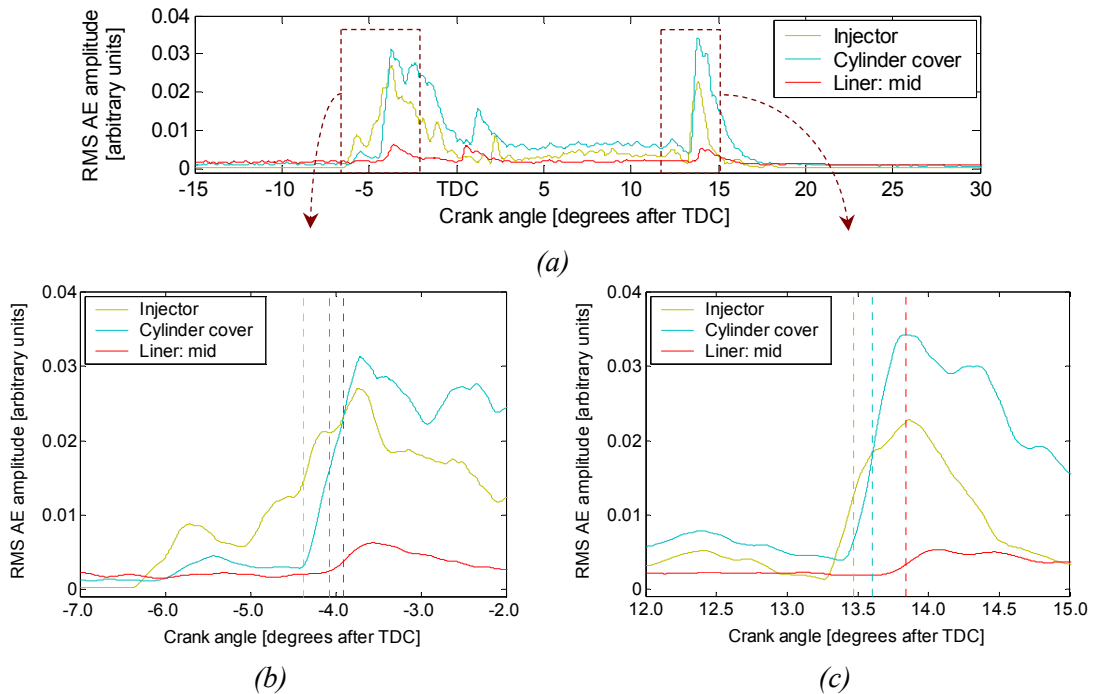 0.04
0.03
0.02
0.01
0
RMS AE amplitude
[arbitrary units]
Injector
Cylinder cover
Liner: mid
-15 -10 -5 TDC 5 10 15 20 25 30
Crank angle [degrees after TDC]
(a)
0.04
0.03
0.02
0.01
0
RMS AE amplitude [arbitrary units]
Injector
Cylinder cover
Liner: mid
-7.0 -6.0 -5.0 -4.0 -3.0 -2.0
Crank angle [degrees after TDC]
(b)
0.04
0.03
0.02
0.01
0
RMS AE amplitude [arbitrary units]
Injector
Cylinder cover
Liner: mid
12.0 12.5 13.0 13.5 14.0 14.5 15.0
Crank angle [degrees after TDC]
(c)